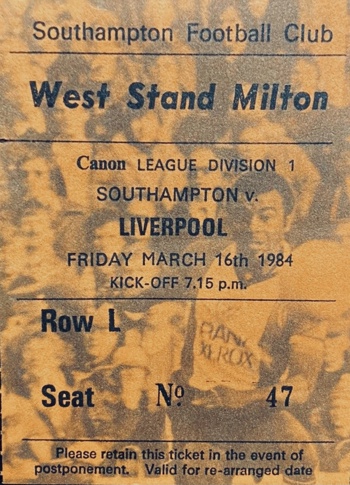 Southampton Football Club
West Stand Milton
Canon LEAGUE DIVISION 1
SOUTHAMPTON v.
LIVERPOOL
FRIDAY MARCH 16th 1984
KICK-OFF 7.15 p.m.
Row L
RANK
XEROX
Seat Nº 47
Please retain this ticket in the event of
postponement. Valid for re-arranged date